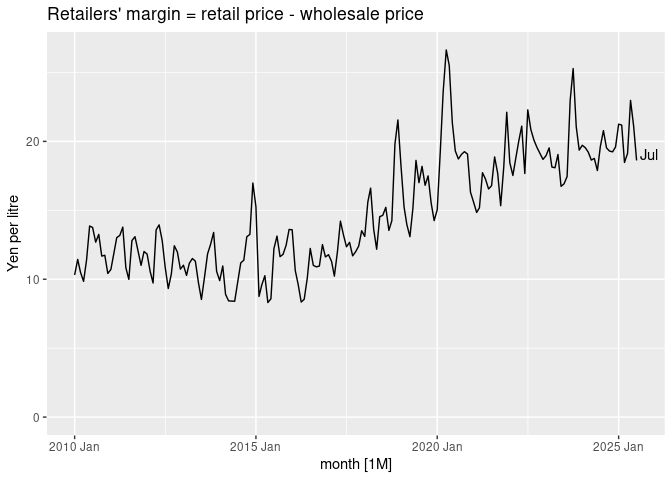 Retailers' margin = retail price - wholesale price
Yen per litre
20
10
0
Jul
2010 Jan
2015 Jan
2020 Jan
2025 Jan
month [1M]